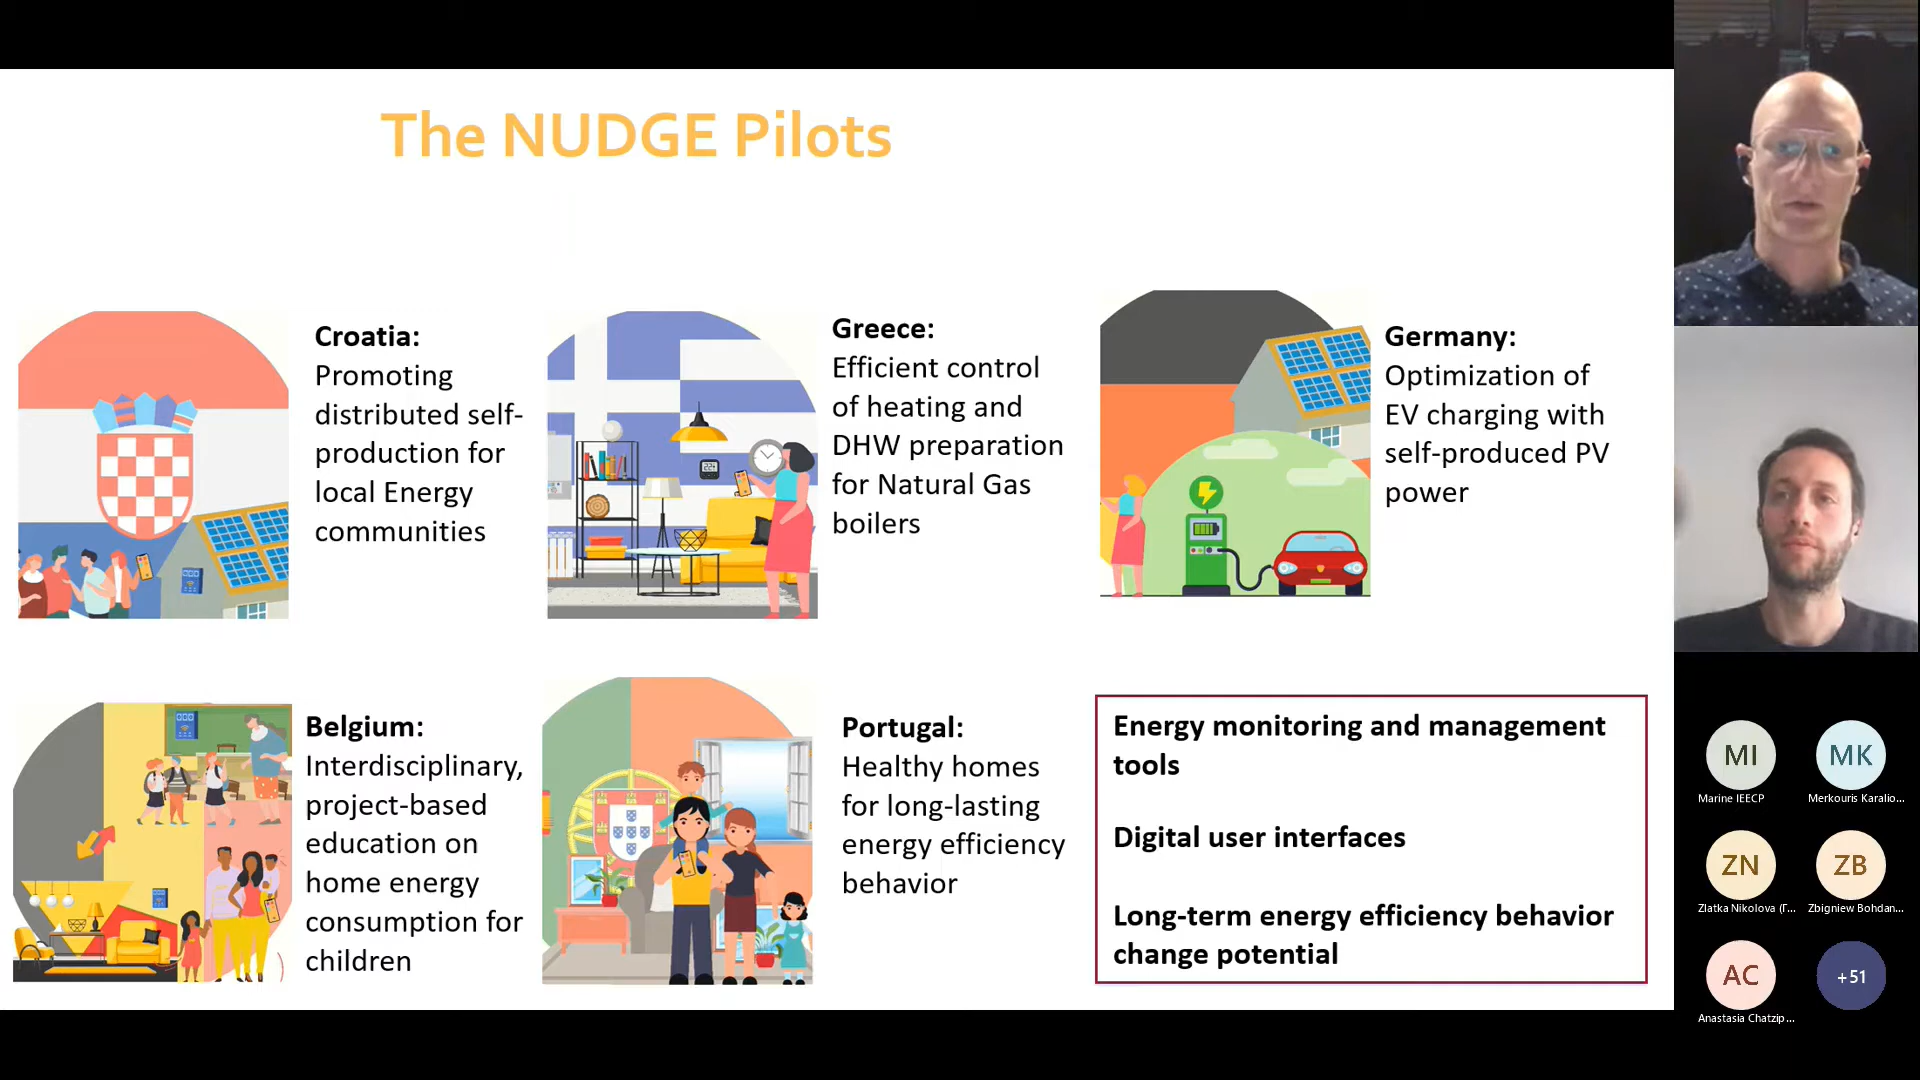 The NUDGE Pilots
Croatia:
Promoting
distributed self-
production for
local Energy
communities
Greece:
Efficient control
of heating and
DHW preparation
for Natural Gas
boilers
Germany:
Optimization of
EV charging with
self-produced PV
power
Belgium:
Interdisciplinary,
project-based
education on
home energy
consumption for
children
Portugal:
Healthy homes
for long-lasting
energy efficiency
behavior
Energy monitoring and management
tools
Digital user interfaces
Long-term energy efficiency behavior
change potential
MI
Marine IEECP
MK
Merkouris Karalio...
ZN
Zlatka Nikolova (Г...
ZB
Zbigniew Bohdan...
AC
Anastasia Chatzip...
+51